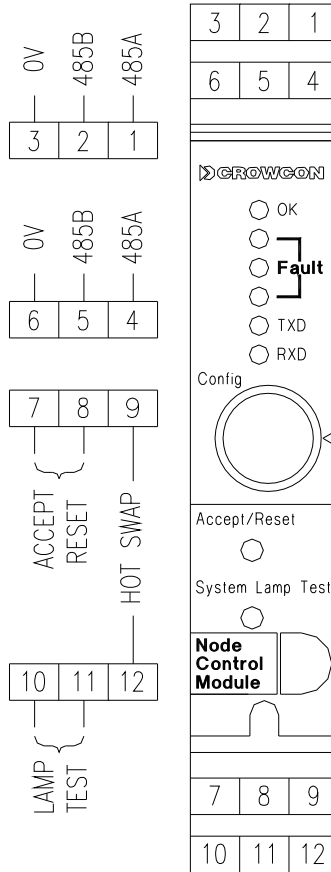 0V 485B 485A
3 2 1
0V 485B 485A
6 5 4
7 8 9
ACCEPT
RESET
HOT SWAP
10 11 12
LAMP
TEST
3 2 1
6 5 4
CROWCON
OK
Fault
TXD
RXD
Config
Accept/Reset
System Lamp Test
Node
Control
Module
7 8 9
10 11 12